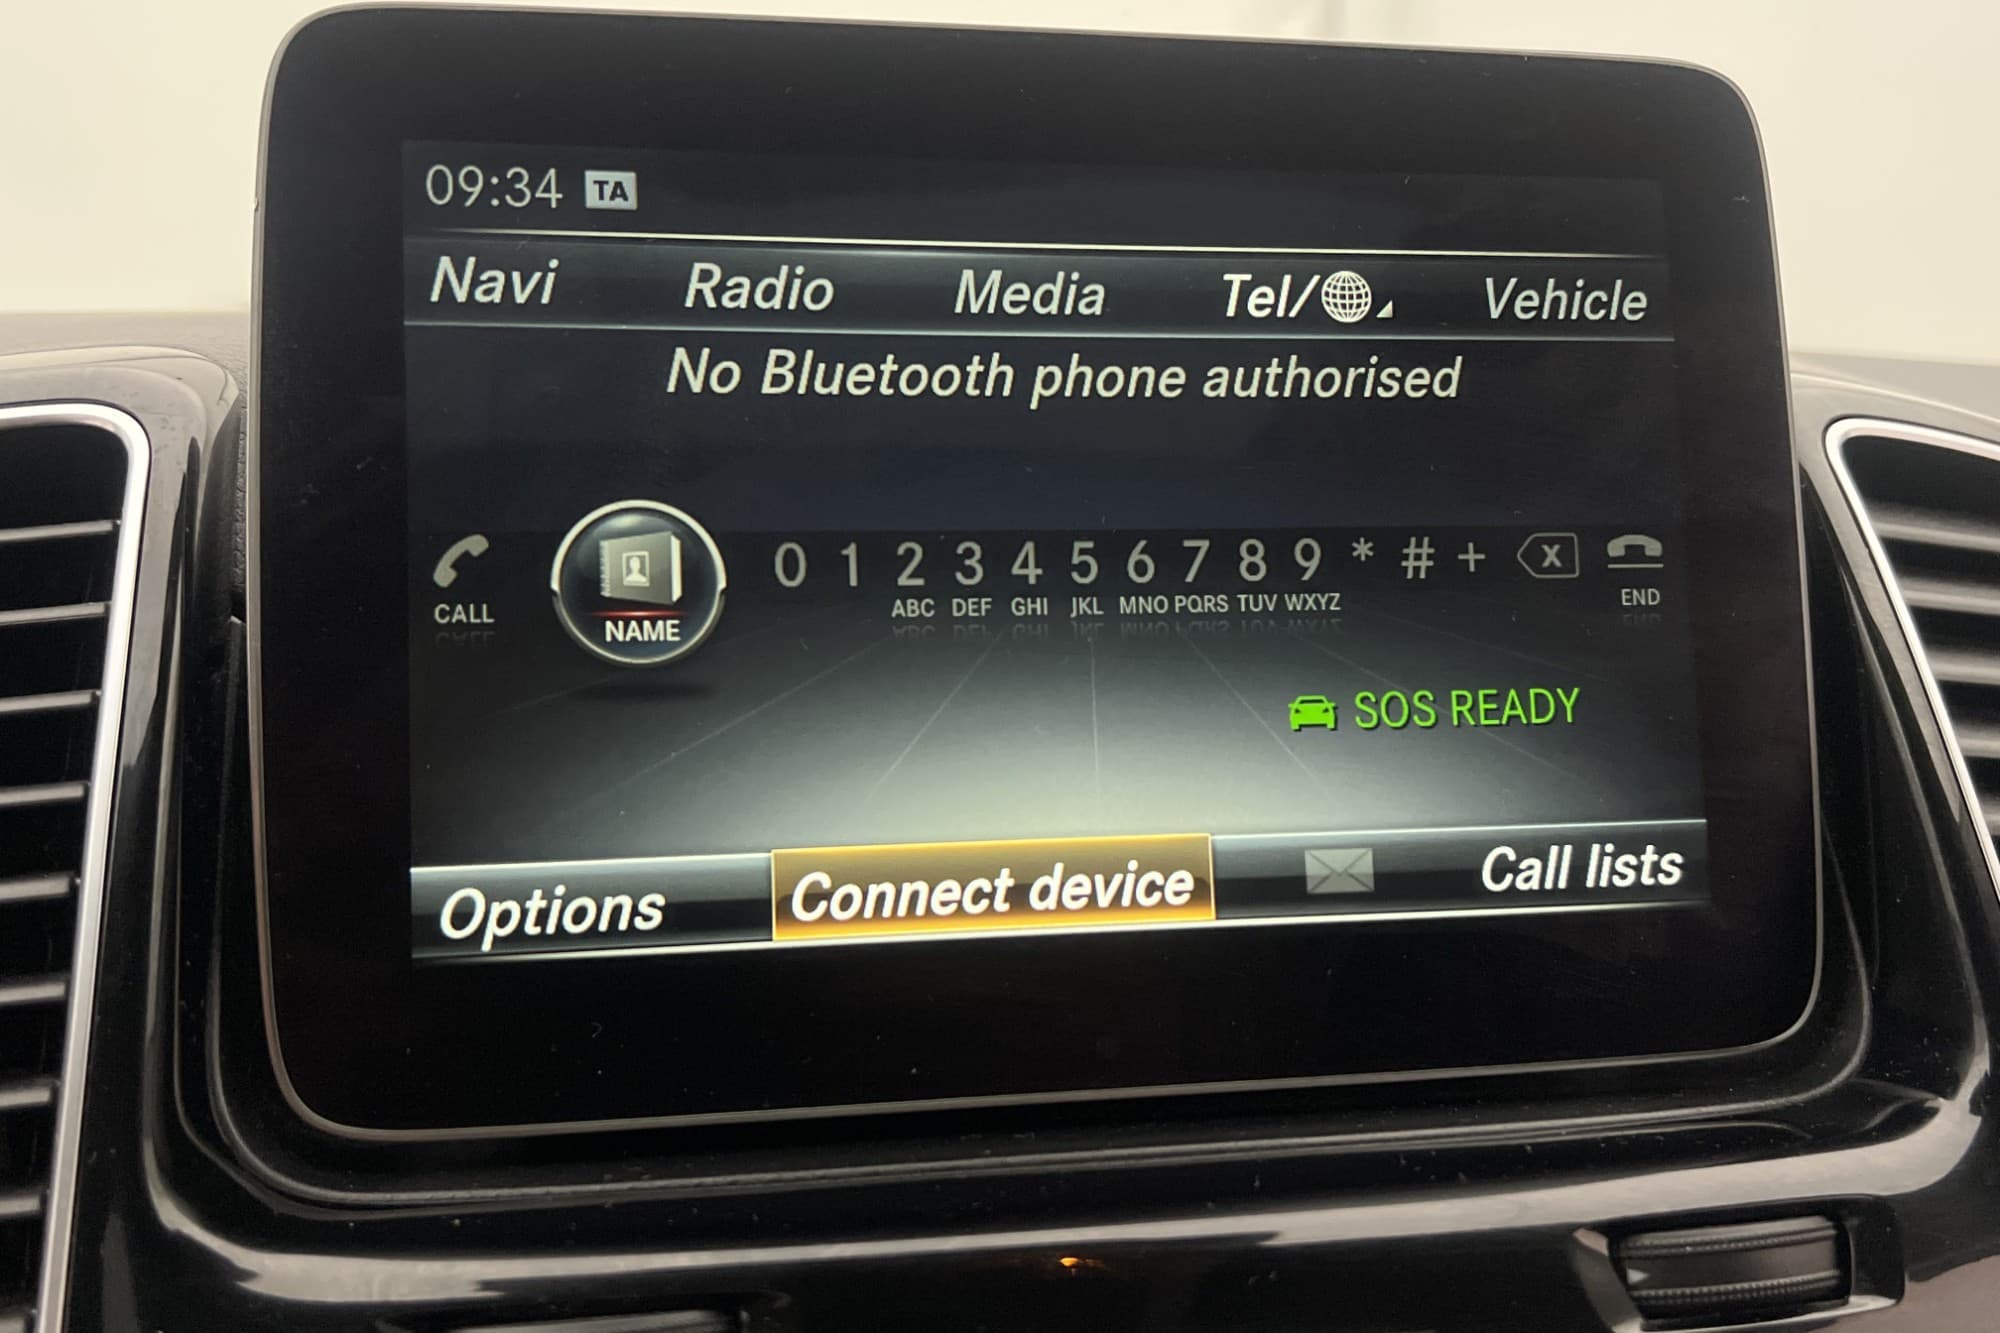 09:34 TA
Navi Radio Media Tel/ Vehicle
No Bluetooth phone authorised
0 1 2 3 4 5 6 7 8 9 * # + X
CALL NAME ABC DEF GHI JKL MNO PQRS TUV WXYZ END
SOS READY
Options Connect device Call lists